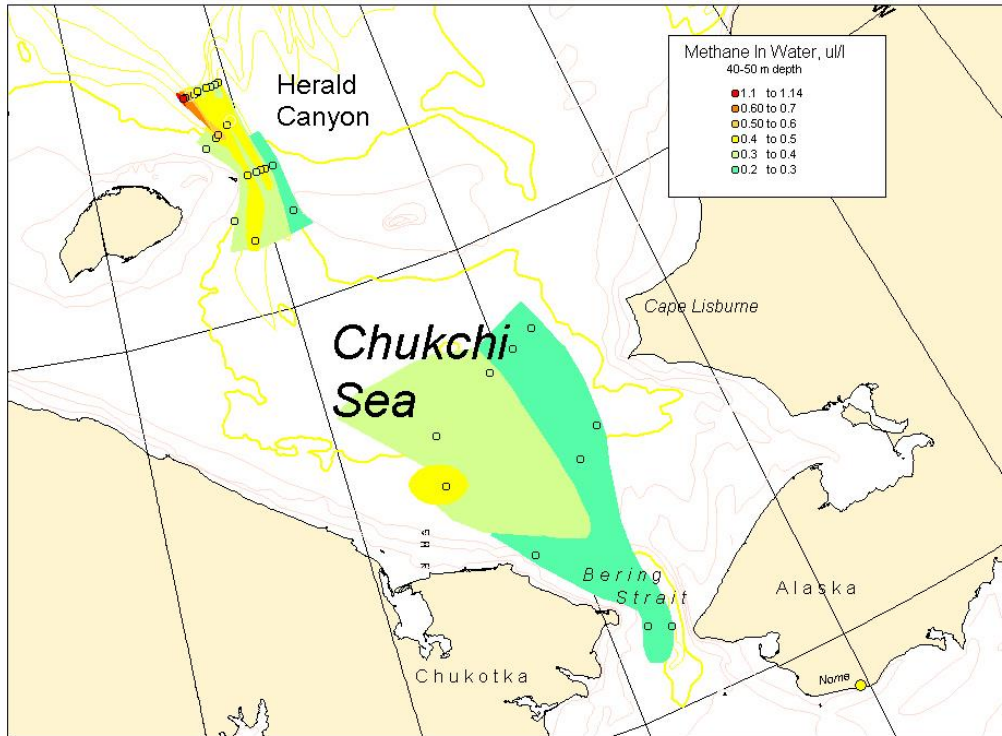 Herald
Canyon
Methane In Water, ul/l
40-50 m depth
1.1 to 1.14
0.60 to 0.7
0.50 to 0.6
0.4 to 0.5
0.3 to 0.4
0.2 to 0.3
Cape Lisburne
Chukchi
Sea
Bering
Strait
Alaska
Chukotka
Nome